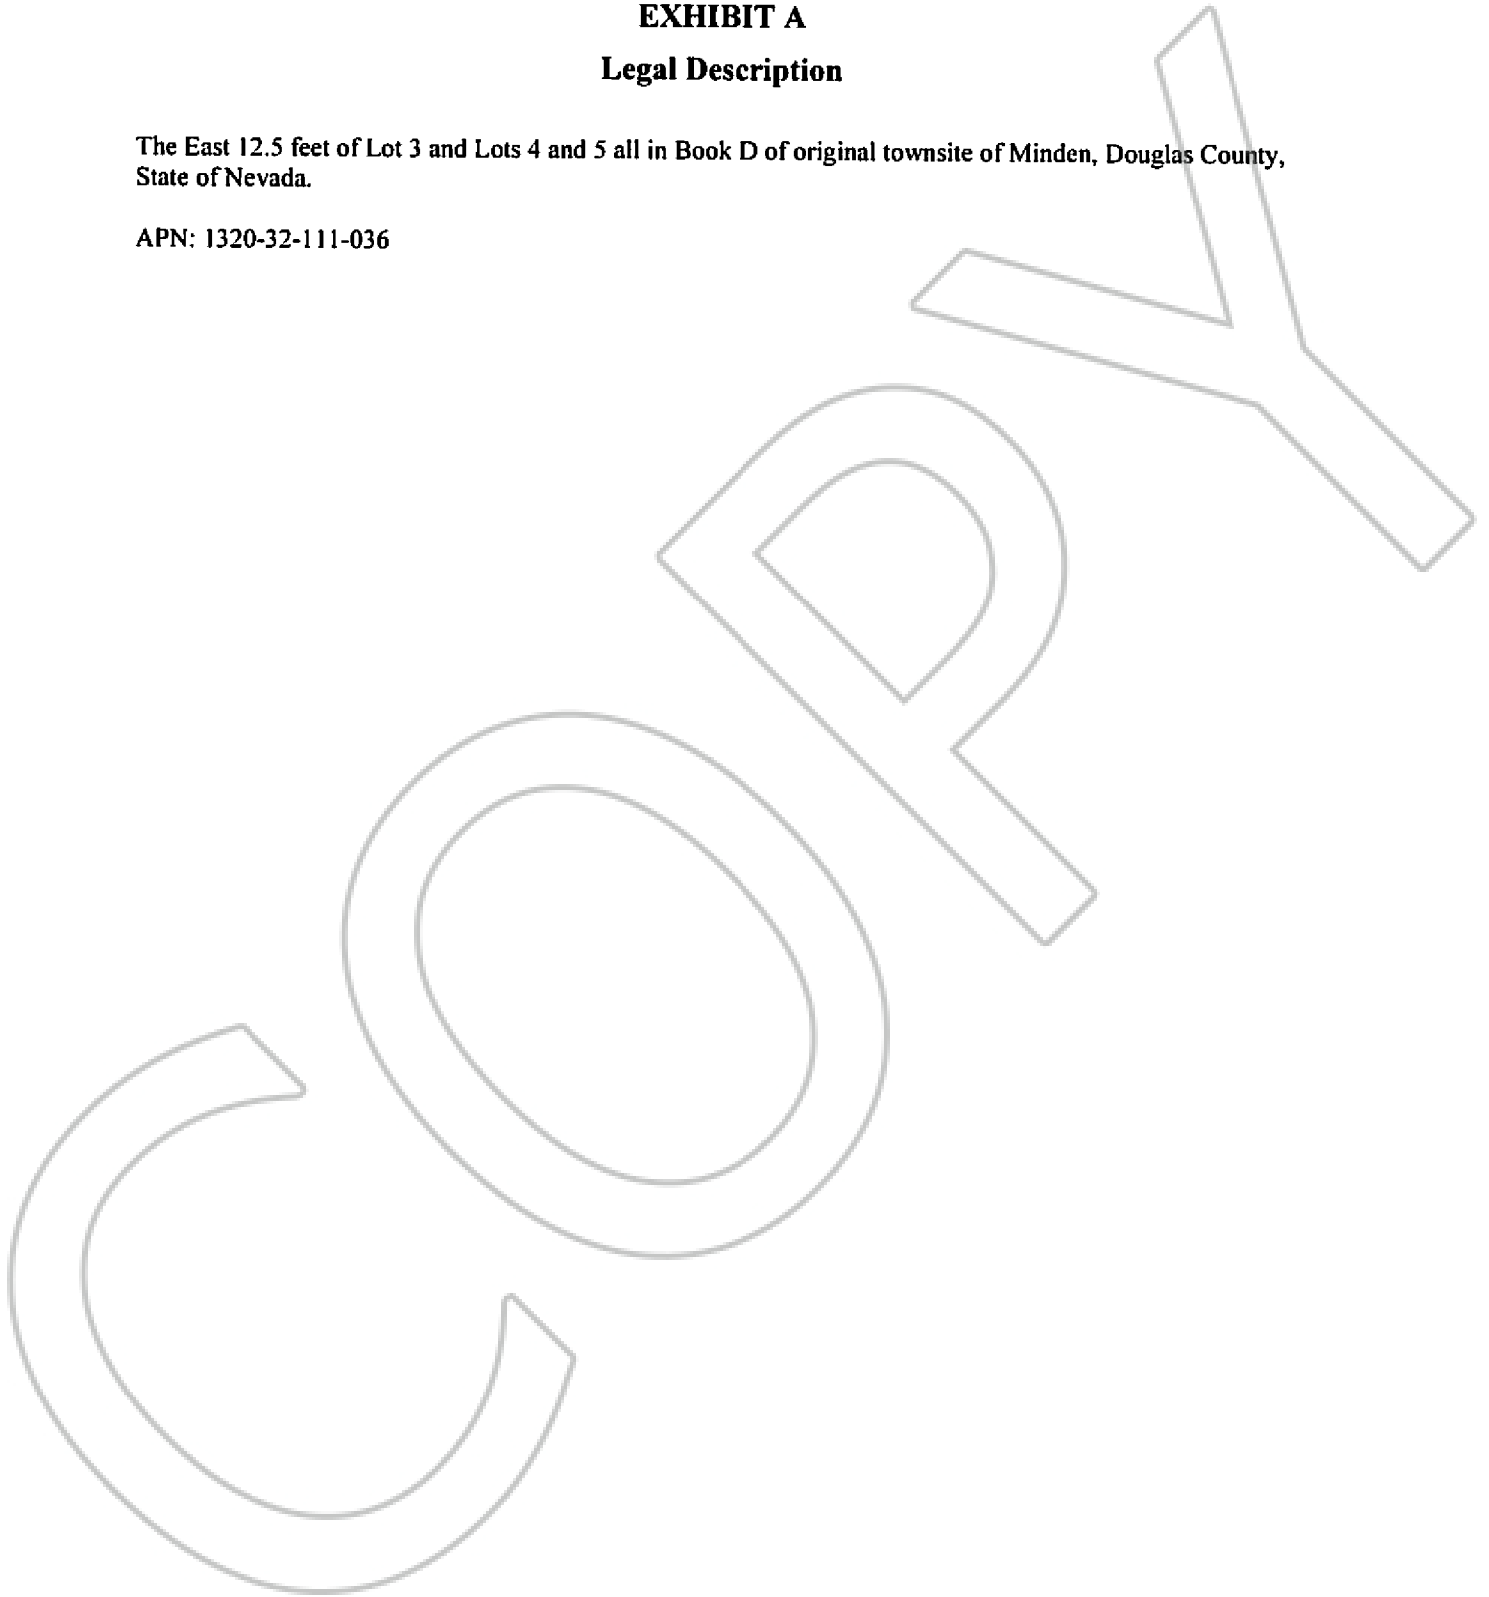 EXHIBIT A
Legal Description
The East 12.5 feet of Lot 3 and Lots 4 and 5 all in Book D of original townsite of Minden, Douglas County,
State of Nevada.
APN: 1320-32-111-036
COPY